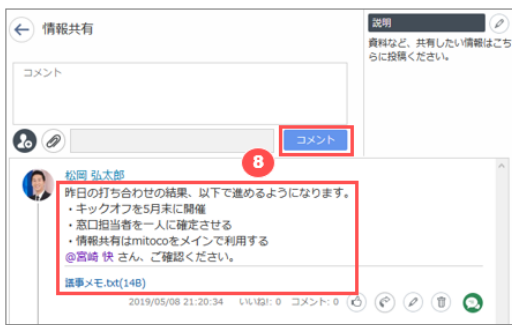 情報共有
説明
資料など、共有したい情報はこち
らに投稿ください。
コメント
コメント
8
松岡 弘太郎
昨日の打ち合わせの結果、以下で進めるようになります。
・キックオフを5月末に開催
・窓口担当者を一人に確定させる
・情報共有はmitocoをメインで利用する
@宮崎 快 さん、ご確認ください。
議事メモ.txt(14B)
2019/05/08 21:20:34 いいね!: 0 コメント: 0